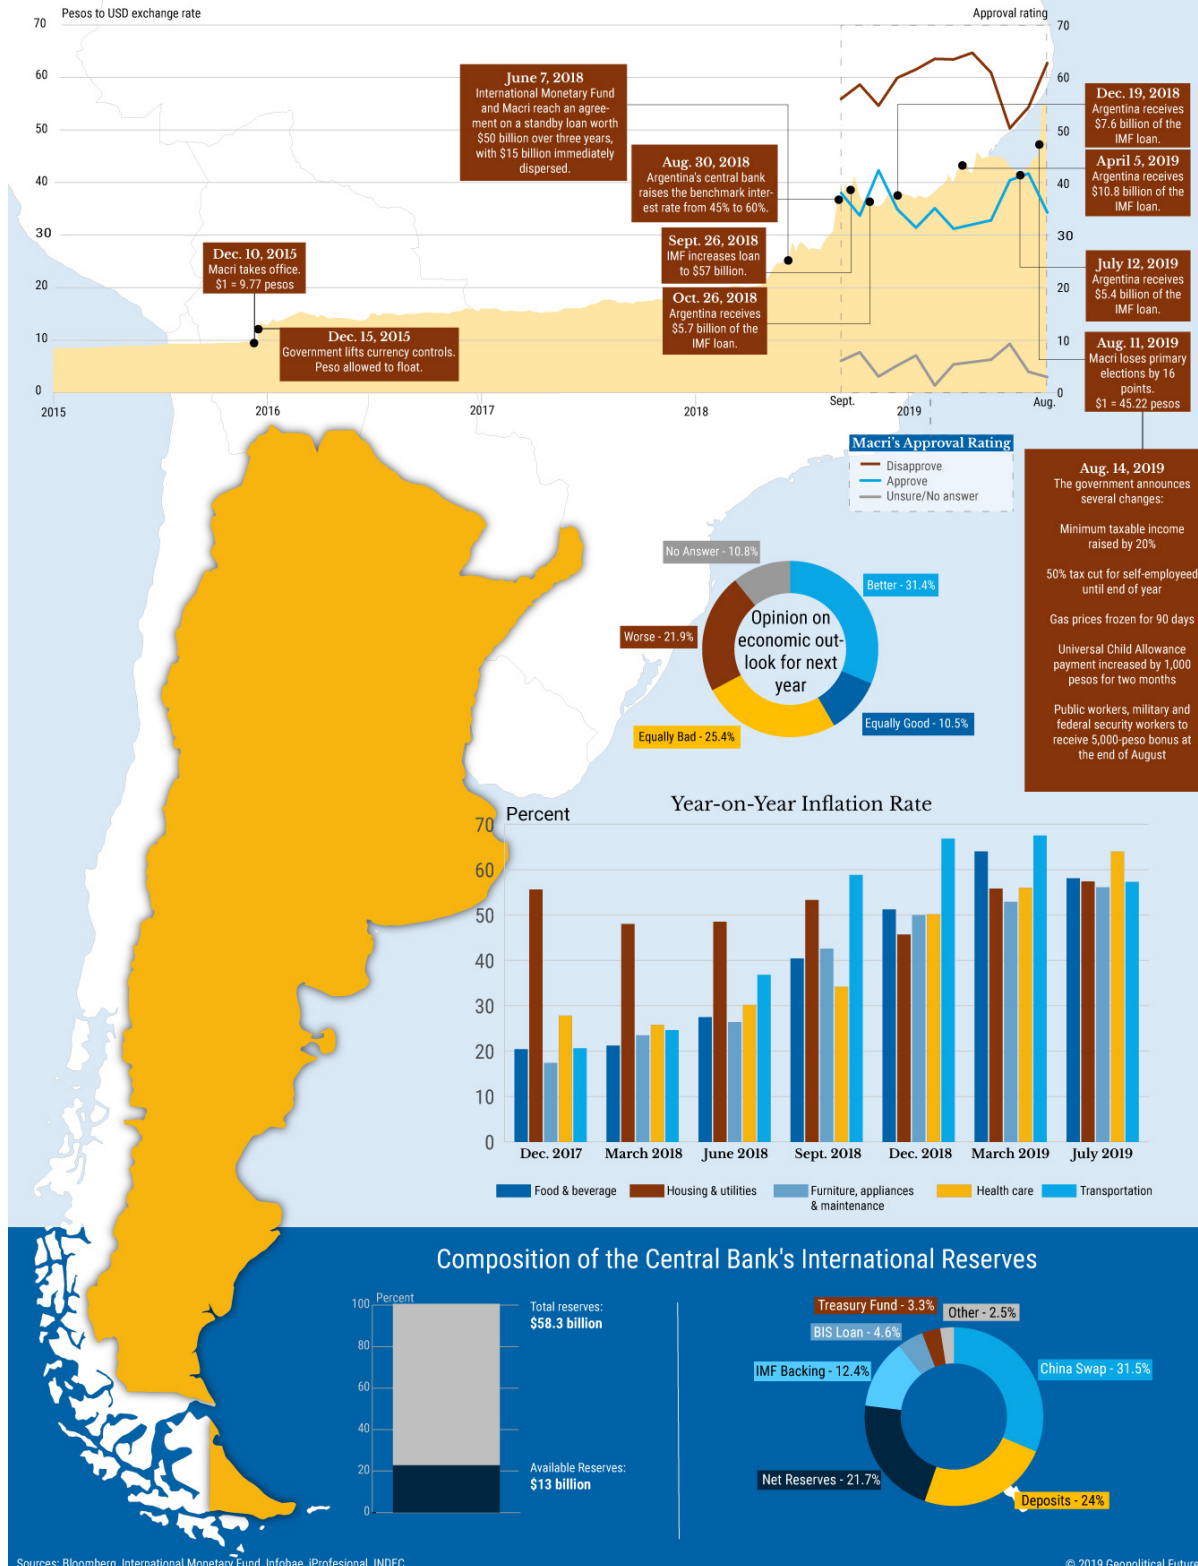 Pesos to USD exchange rate
Approval rating
70
60
50
40
30
20
10
0
70
60
50
40
30
20
10
0
2015
2016
2017
2018
Sept.
2019
Aug.
June 7, 2018
International Monetary Fund
and Macri reach an agree-
ment on a standby loan worth
$50 billion over three years,
with $15 billion immediately
dispersed.
Aug. 30, 2018
Argentina's central bank
raises the benchmark inter-
est rate from 45% to 60%.
Sept. 26, 2018
IMF increases loan
to $57 billion.
Oct. 26, 2018
Argentina receives
$5.7 billion of the
IMF loan.
Dec. 10, 2015
Macri takes office.
$1 = 9.77 pesos
Dec. 15, 2015
Government lifts currency controls.
Peso allowed to float.
Dec. 19, 2018
Argentina receives
$7.6 billion of the
IMF loan.
April 5, 2019
Argentina receives
$10.8 billion of the
IMF loan.
July 12, 2019
Argentina receives
$5.4 billion of the
IMF loan.
Aug. 11, 2019
Macri loses primary
elections by 16
points.
$1 = 45.22 pesos
Macri's Approval Rating
Disapprove
Approve
Unsure/No answer
Aug. 14, 2019
The government announces
several changes:
Minimum taxable income
raised by 20%
50% tax cut for self-employeed
until end of year
Gas prices frozen for 90 days
Universal Child Allowance
payment increased by 1,000
pesos for two months
Public workers, military and
federal security workers to
receive 5,000-peso bonus at
the end of August
No Answer - 10.8%
Better - 31.4%
Worse - 21.9%
Equally Good - 10.5%
Equally Bad - 25.4%
Opinion on
economic out-
look for next
year
Year-on-Year Inflation Rate
Percent
70
60
50
40
30
20
10
0
Dec. 2017
March 2018
June 2018
Sept. 2018
Dec. 2018
March 2019
July 2019
Food & beverage
Housing & utilities
Furniture, appliances
& maintenance
Health care
Transportation
Composition of the Central Bank's International Reserves
Percent
100
80
60
40
20
0
Total reserves:
$58.3 billion
Available Reserves:
$13 billion
Treasury Fund - 3.3%
Other - 2.5%
BIS Loan - 4.6%
IMF Backing - 12.4%
China Swap - 31.5%
Net Reserves - 21.7%
Deposits - 24%
Sources: Bloomberg, International Monetary Fund, Infobae, iProfesional, INDEC
© 2019 Geopolitical Future